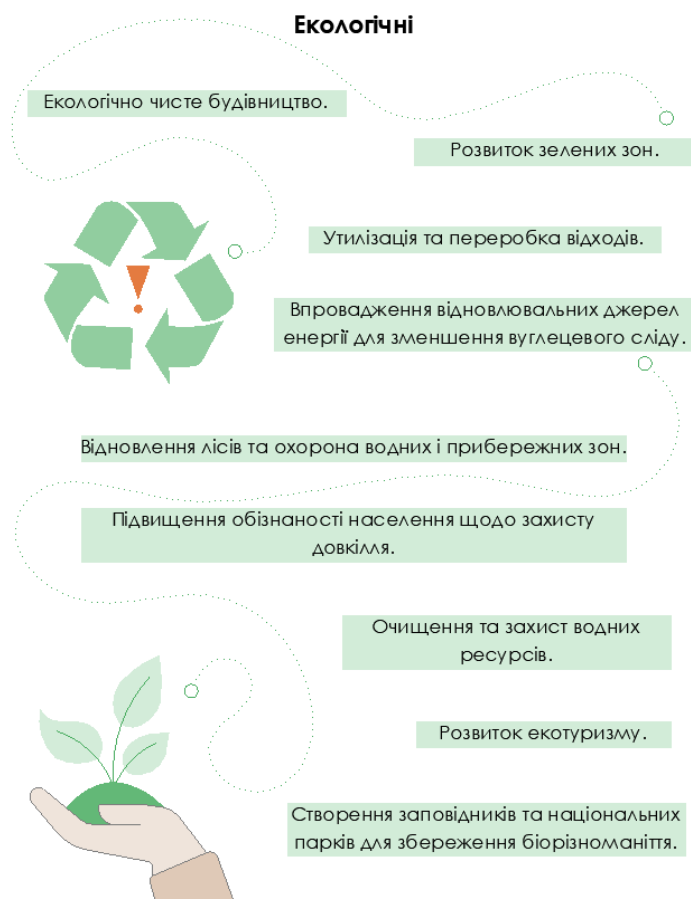 Екологічні
Екологічно чисте будівництво.
Розвиток зелених зон.
Утилізація та переробка відходів.
Впровадження відновлювальних джерел
енергії для зменшення вуглецевого сліду.
Відновлення лісів та охорона водних і прибережних зон.
Підвищення обізнаності населення щодо захисту
довкілля.
Очищення та захист водних
ресурсів.
Розвиток екотуризму.
Створення заповідників та національних
парків для збереження біорізноманіття.